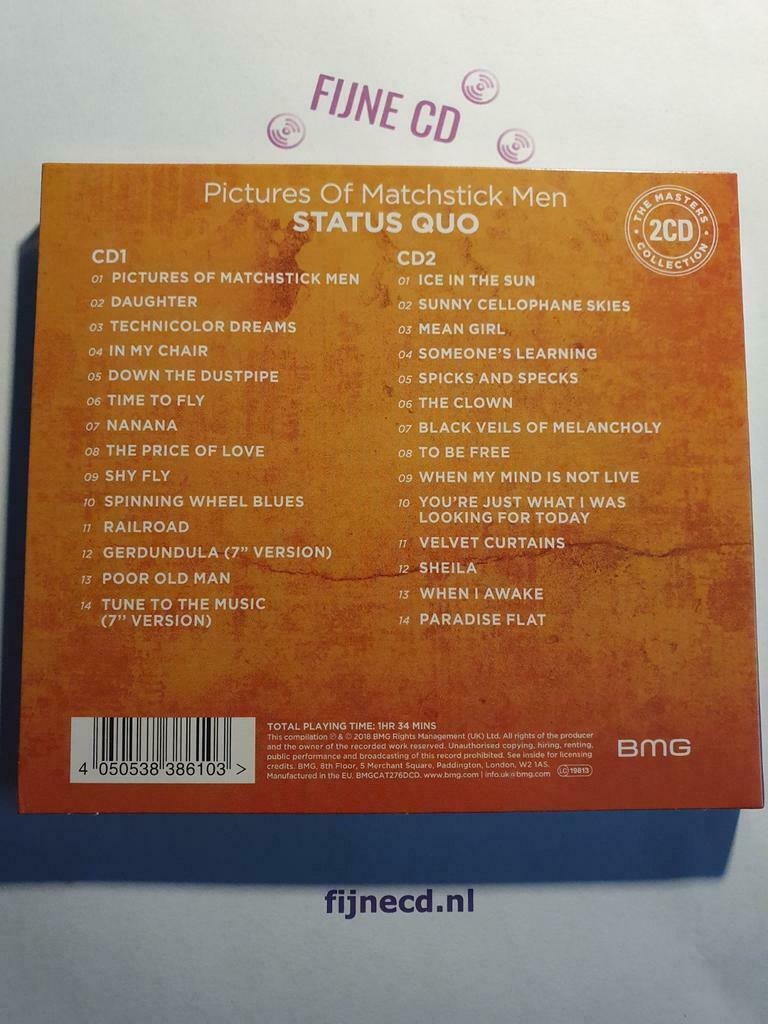 FIJNE CD
Pictures Of Matchstick Men
STATUS QUO
THE MASTERS
2CD
COLLECTION
CD1
01 PICTURES OF MATCHSTICK MEN
02 DAUGHTER
03 TECHNICOLOR DREAMS
04 IN MY CHAIR
05 DOWN THE DUSTPIPE
06 TIME TO FLY
07 NANANA
08 THE PRICE OF LOVE
09 SHY FLY
10 SPINNING WHEEL BLUES
11 RAILROAD
12 GERDUNDULA (7" VERSION)
13 POOR OLD MAN
14 TUNE TO THE MUSIC
(7" VERSION)
CD2
01 ICE IN THE SUN
02 SUNNY CELLOPHANE SKIES
03 MEAN GIRL
04 SOMEONE'S LEARNING
05 SPICKS AND SPECKS
06 THE CLOWN
07 BLACK VEILS OF MELANCHOLY
08 TO BE FREE
09 WHEN MY MIND IS NOT LIVE
10 YOU'RE JUST WHAT I WAS
LOOKING FOR TODAY
11 VELVET CURTAINS
12 SHEILA
13 WHEN I AWAKE
14 PARADISE FLAT
4 050538 386103 >
TOTAL PLAYING TIME: 1HR 34 MINS
This compilation ℗ & © 2018 BMG Rights Management (UK) Ltd. All rights of the producer
and the owner of the recorded work reserved. Unauthorised copying, hiring, renting,
public performance and broadcasting of this record prohibited. See inside for licensing
credits. BMG, 8th Floor, 5 Merchant Square, Paddington, London, W2 1AS.
Manufactured in the EU. BMGCAT276DCD. www.bmg.com | info.uk@bmg.com LC 19813
BMG
fijnecd.nl